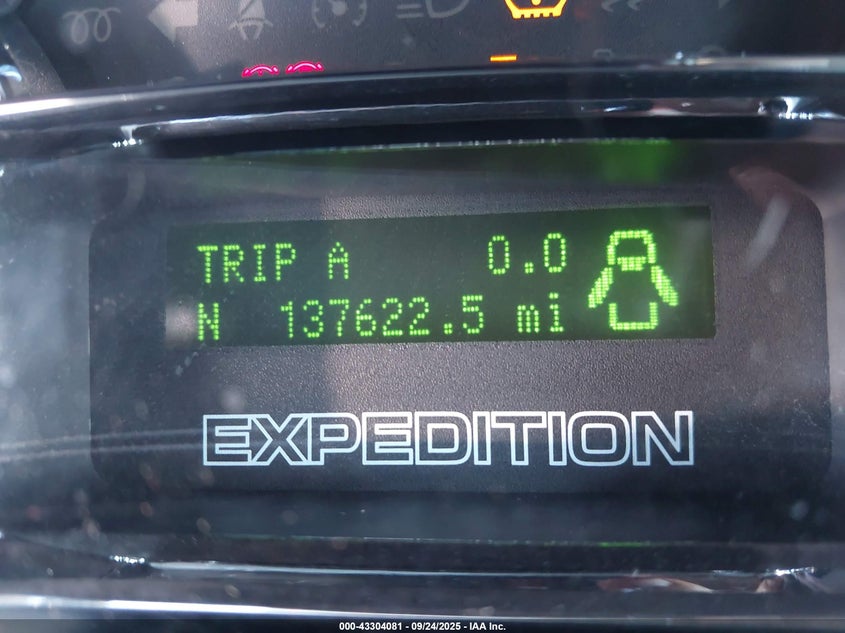 TRIP A 0.0
N 137622.5 mi
EXPEDITION
000-43304081 - 09/24/2025 - IAA Inc.